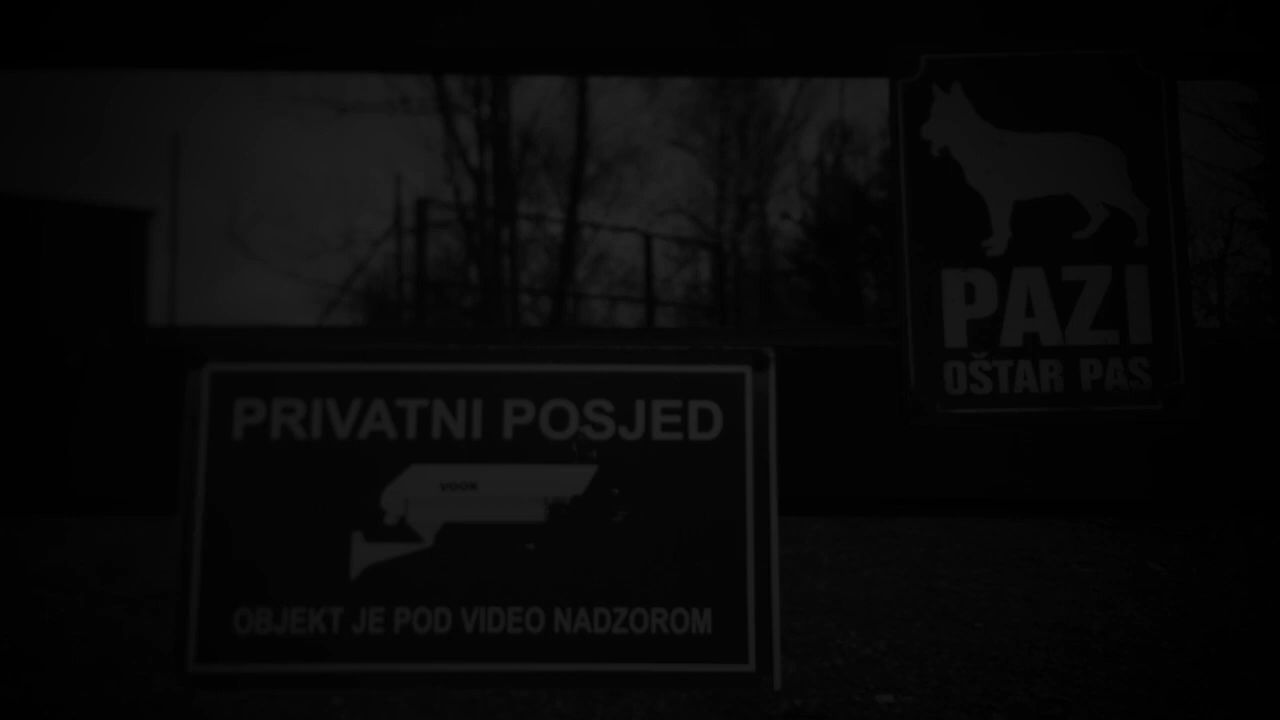 PAZI
OŠTAR PAS
PRIVATNI POSJED
OBJEKT JE POD VIDEO NADZOROM